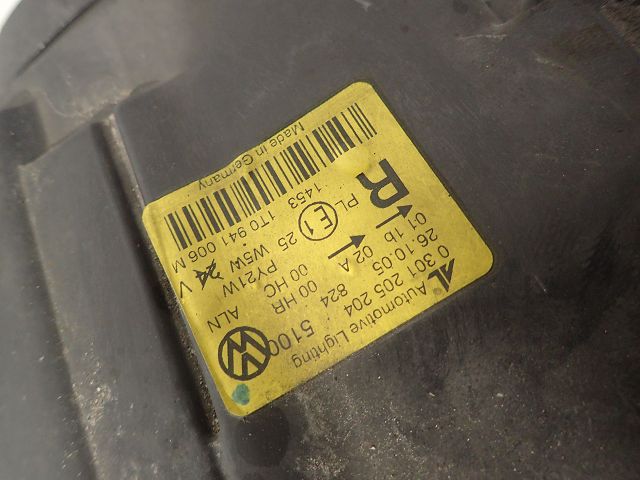 AL Automotive Lighting 5100
0 301 205 204
26.10.05 824 00 HR ALN
01 1b 02 A 00 HC PY21W
R PL E1 25 W5W V
1453 1T0 941 006 M
Made in Germany